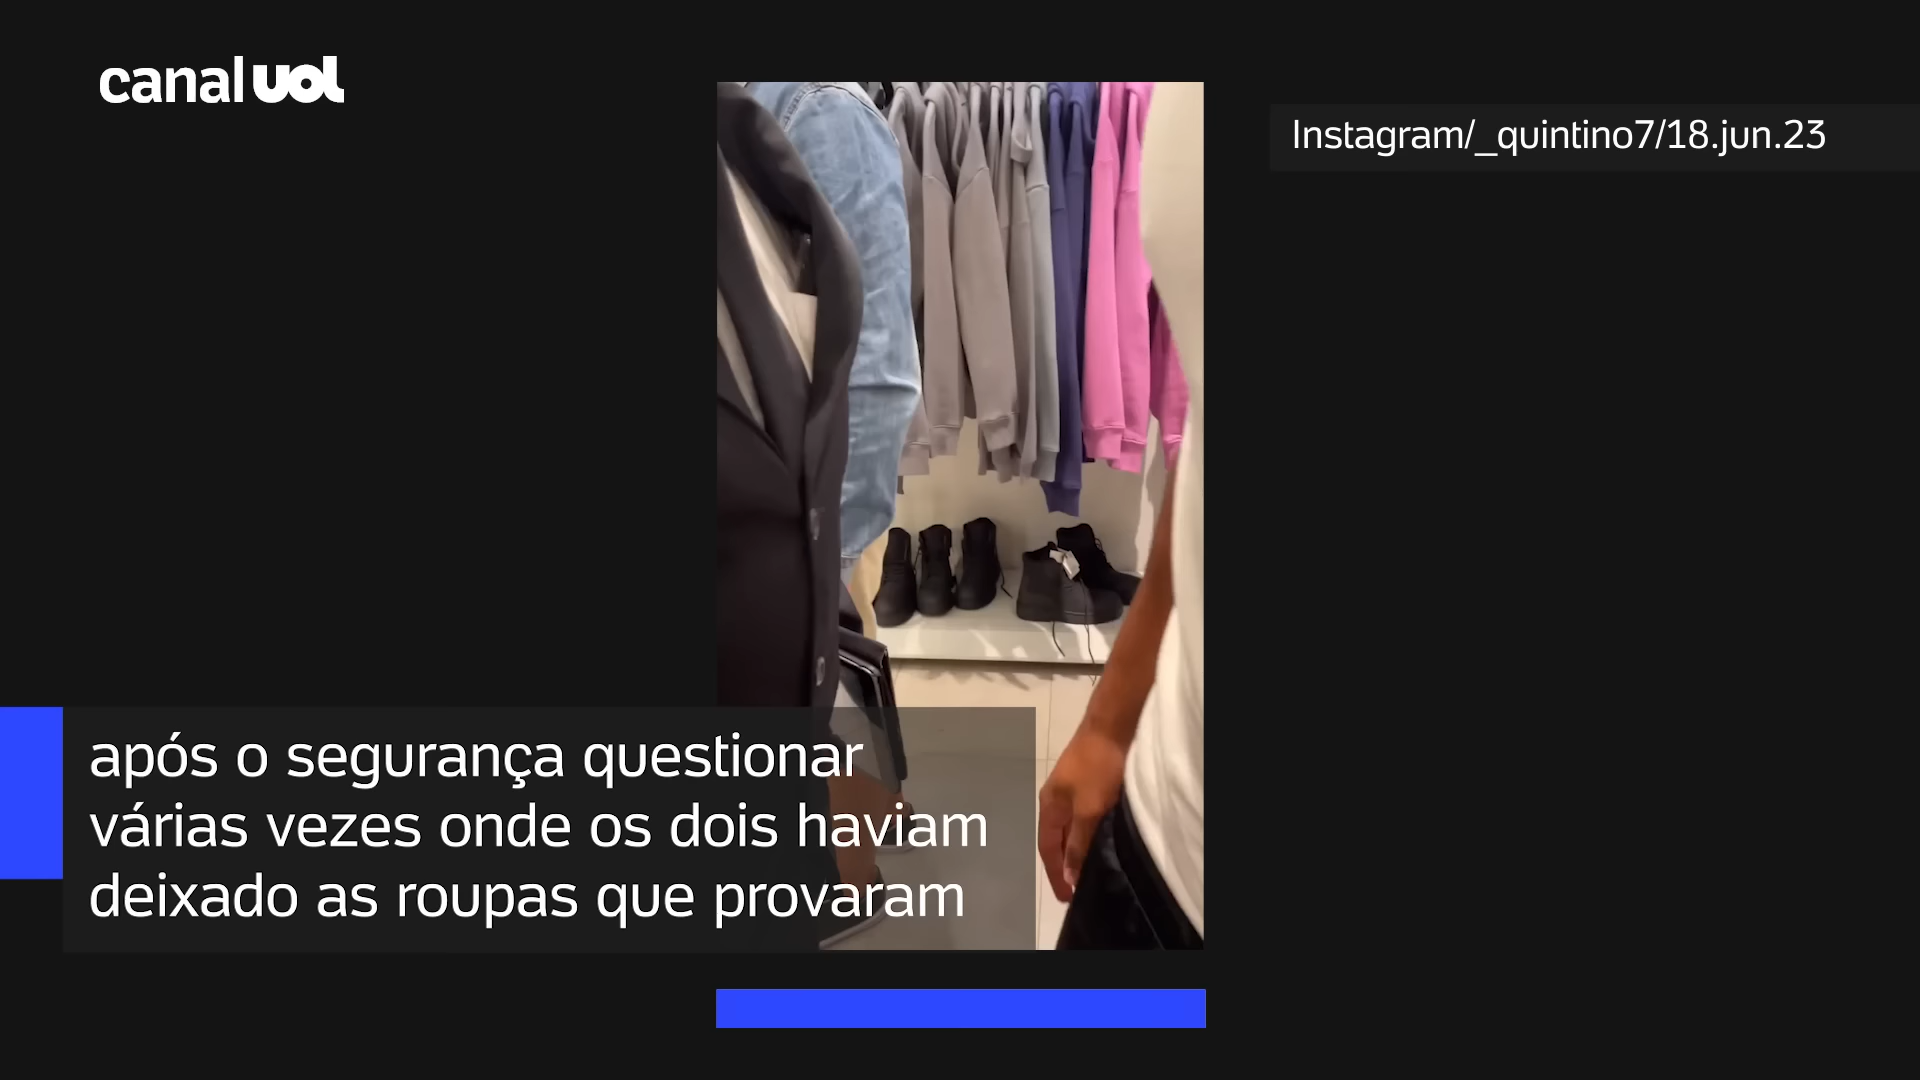 canal uol
Instagram/_quintino7/18.jun.23
após o segurança questionar
várias vezes onde os dois haviam
deixado as roupas que provaram